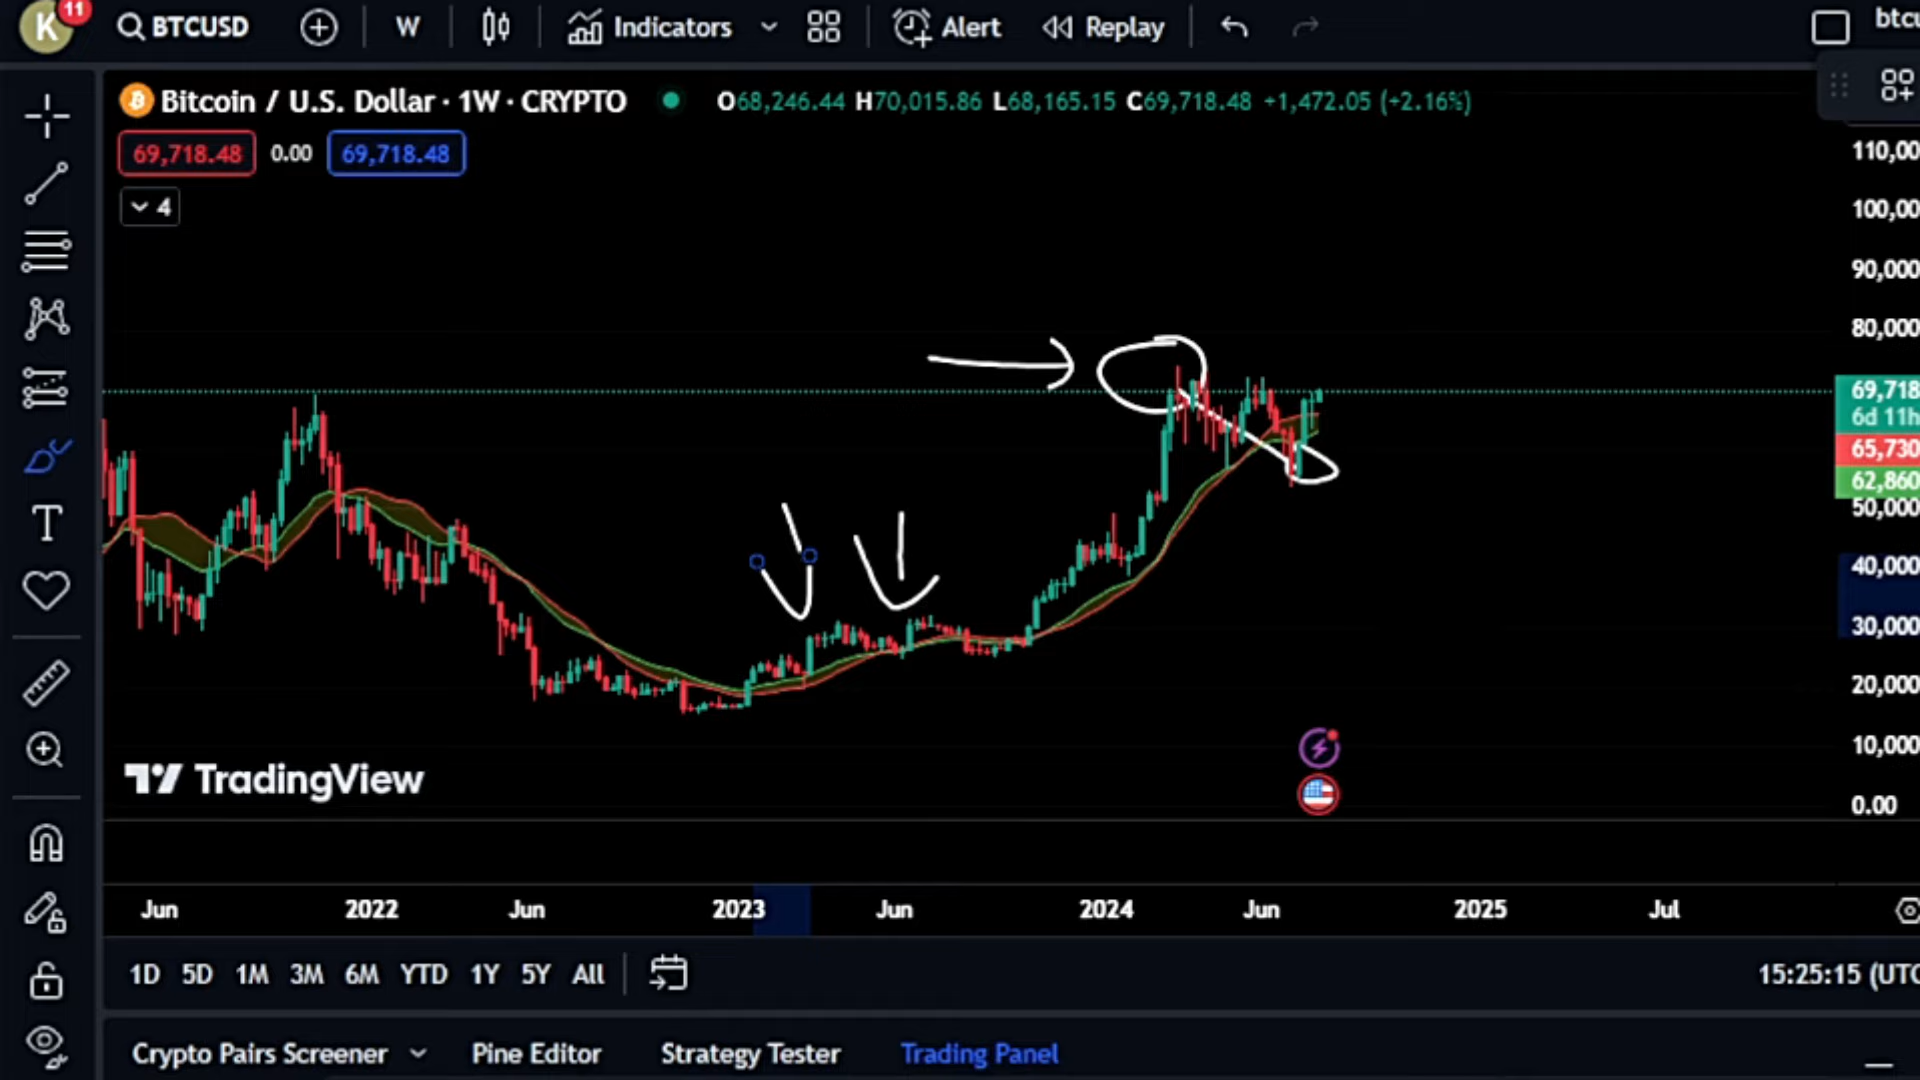 K 11 BTCUSD W Indicators Alert Replay btcu
Bitcoin / U.S. Dollar · 1W · CRYPTO O68,246.44 H70,015.86 L68,165.15 C69,718.48 +1,472.05 (+2.16%)
69,718.48 0.00 69,718.48
4
110,00
100,00
90,000
80,000
69,718
6d 11h
65,730
62,860
50,000
40,000
30,000
20,000
10,000
0.00
T
TradingView
Jun 2022 Jun 2023 Jun 2024 Jun 2025 Jul
1D 5D 1M 3M 6M YTD 1Y 5Y All 15:25:15 (UTC
Crypto Pairs Screener Pine Editor Strategy Tester Trading Panel